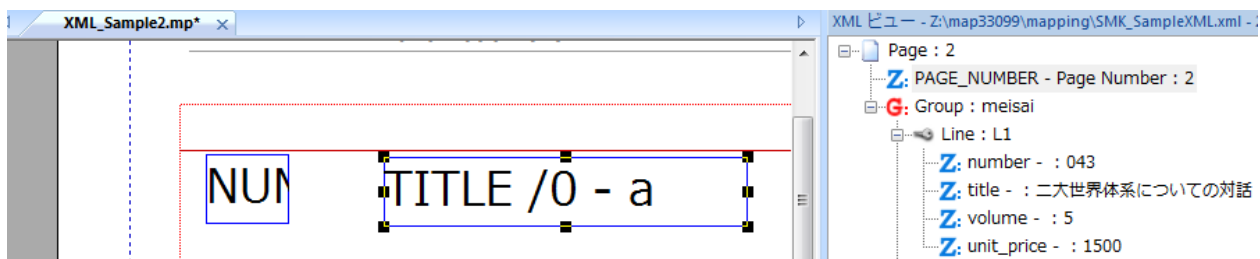 XML_Sample2.mp*
NUM
TITLE /0 - a
XML ビュー - Z:\map33099\mapping\SMK_SampleXML.xml -
Page : 2
PAGE_NUMBER - Page Number : 2
Group : meisai
Line : L1
number - : 043
title - : 二大世界体系についての対話
volume - : 5
unit_price - : 1500